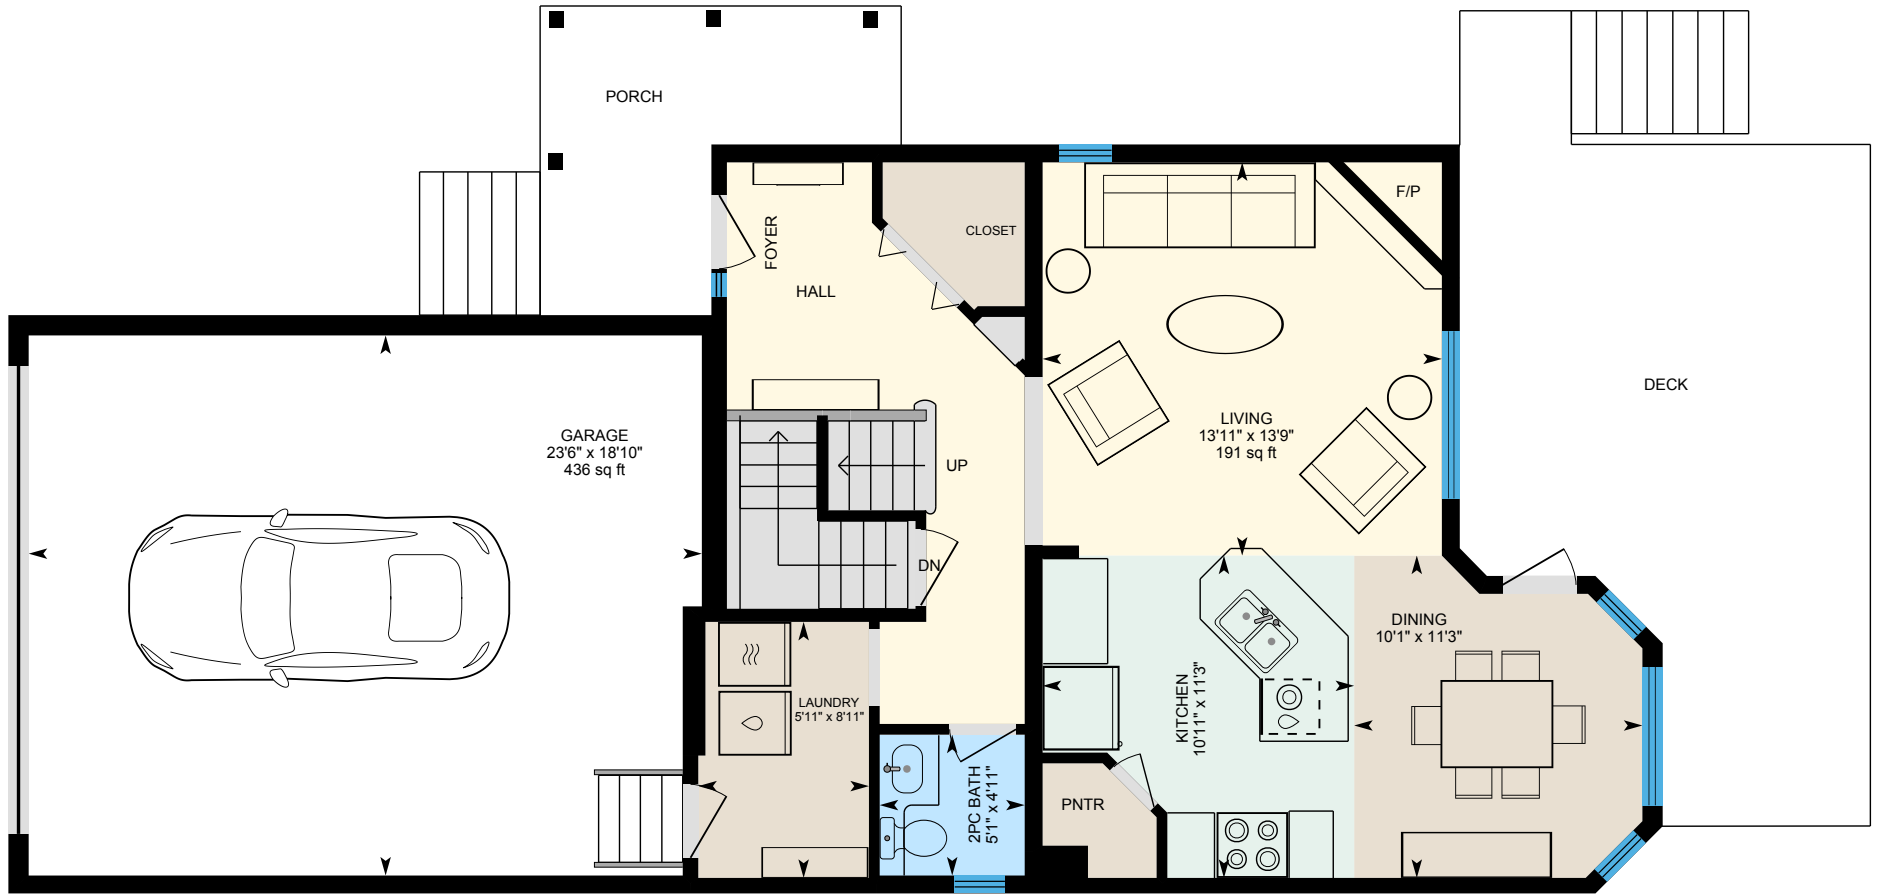 PORCH
F/P
CLOSET
FOYER
HALL
DECK
GARAGE
23'6" x 18'10"
436 sq ft
LIVING
13'11" x 13'9"
191 sq ft
UP
DN
DINING
10'1" x 11'3"
KITCHEN
10'11" x 11'3"
LAUNDRY
5'11" x 8'11"
2PC BATH
5'1" x 4'11"
PNTR